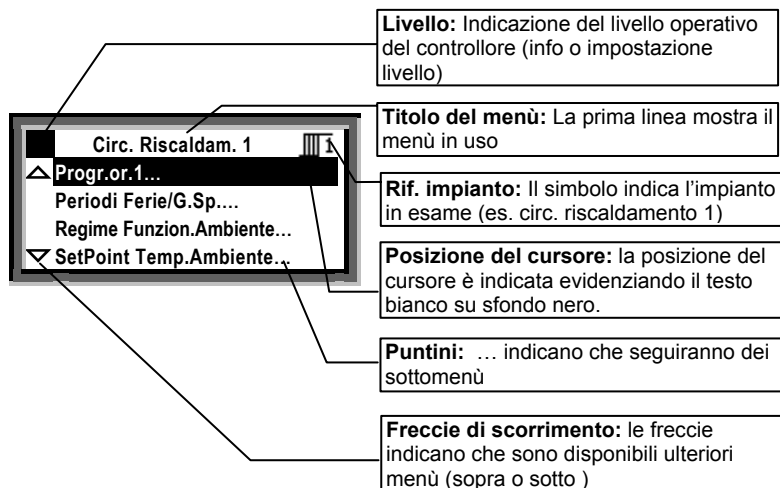 Livello: Indicazione del livello operativo
del controllore (info o impostazione
livello)
Titolo del menù: La prima linea mostra il
menù in uso
Circ. Riscaldam. 1
1
Progr.or.1...
Periodi Ferie/G.Sp....
Regime Funzion.Ambiente...
SetPoint Temp.Ambiente...
Rif. impianto: Il simbolo indica l'impianto
in esame (es. circ. riscaldamento 1)
Posizione del cursore: la posizione del
cursore è indicata evidenziando il testo
bianco su sfondo nero.
Puntini: … indicano che seguiranno dei
sottomenù
Freccie di scorrimento: le freccie
indicano che sono disponibili ulteriori
menù (sopra o sotto )